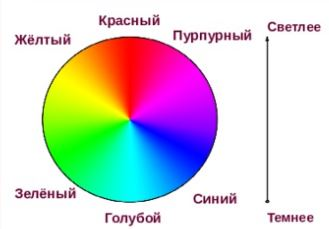 Красный
Жёлтый
Пурпурный
Светлее
Зелёный
Синий
Голубой
Темнее